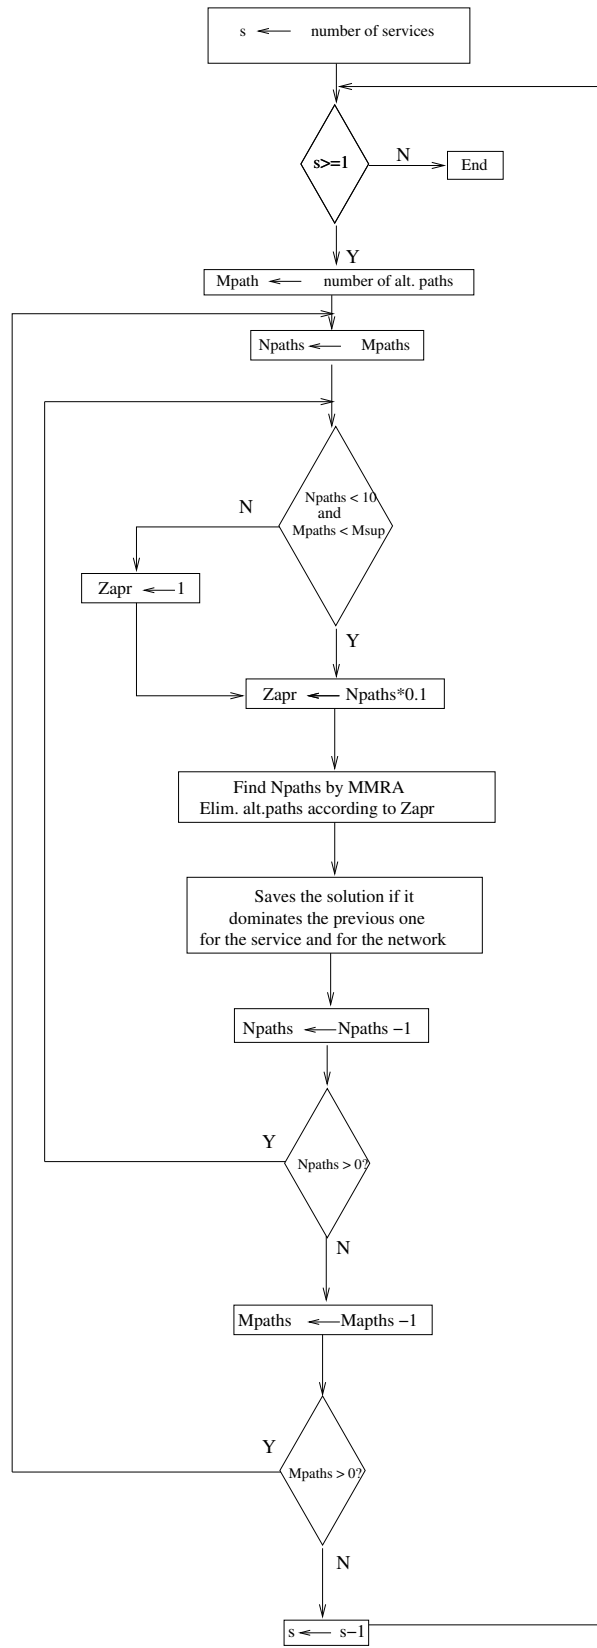 s ← number of services
s>=1
N
End
Y
Mpath ← number of alt. paths
Npaths ← Mpaths
Npaths < 10
and
Mpaths < Msup
N
Zapr ← 1
Y
Zapr ← Npaths*0.1
Find Npaths by MMRA
Elim. alt.paths according to Zapr
Saves the solution if it
dominates the previous one
for the service and for the network
Npaths ← Npaths −1
Y
Npaths > 0?
N
Mpaths ← Mapths −1
Y
Mpaths > 0?
N
s ← s−1